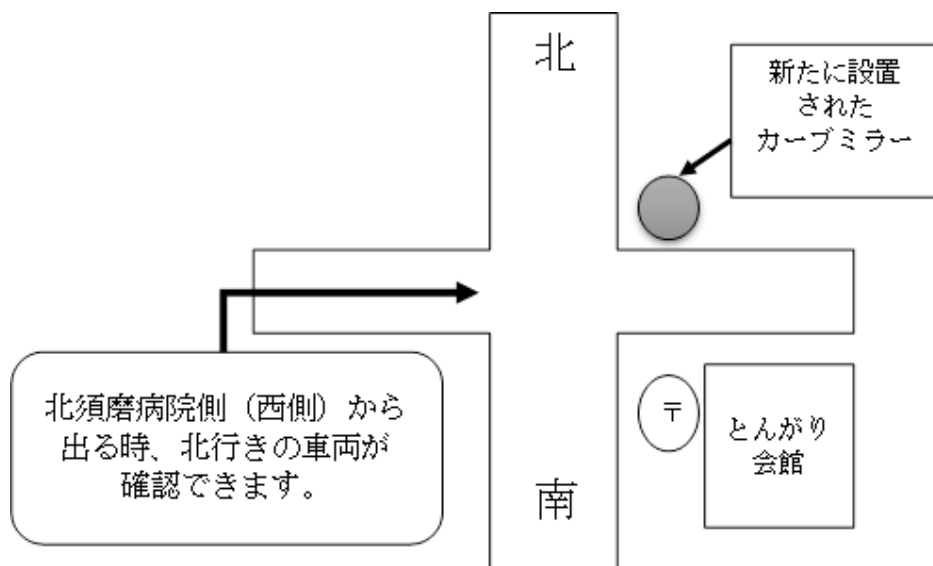 北
新たに設置
された
カーブミラー
北須磨病院側（西側）から
出る時、北行きの車両が
確認できます。
〒
とんがり
会館
南